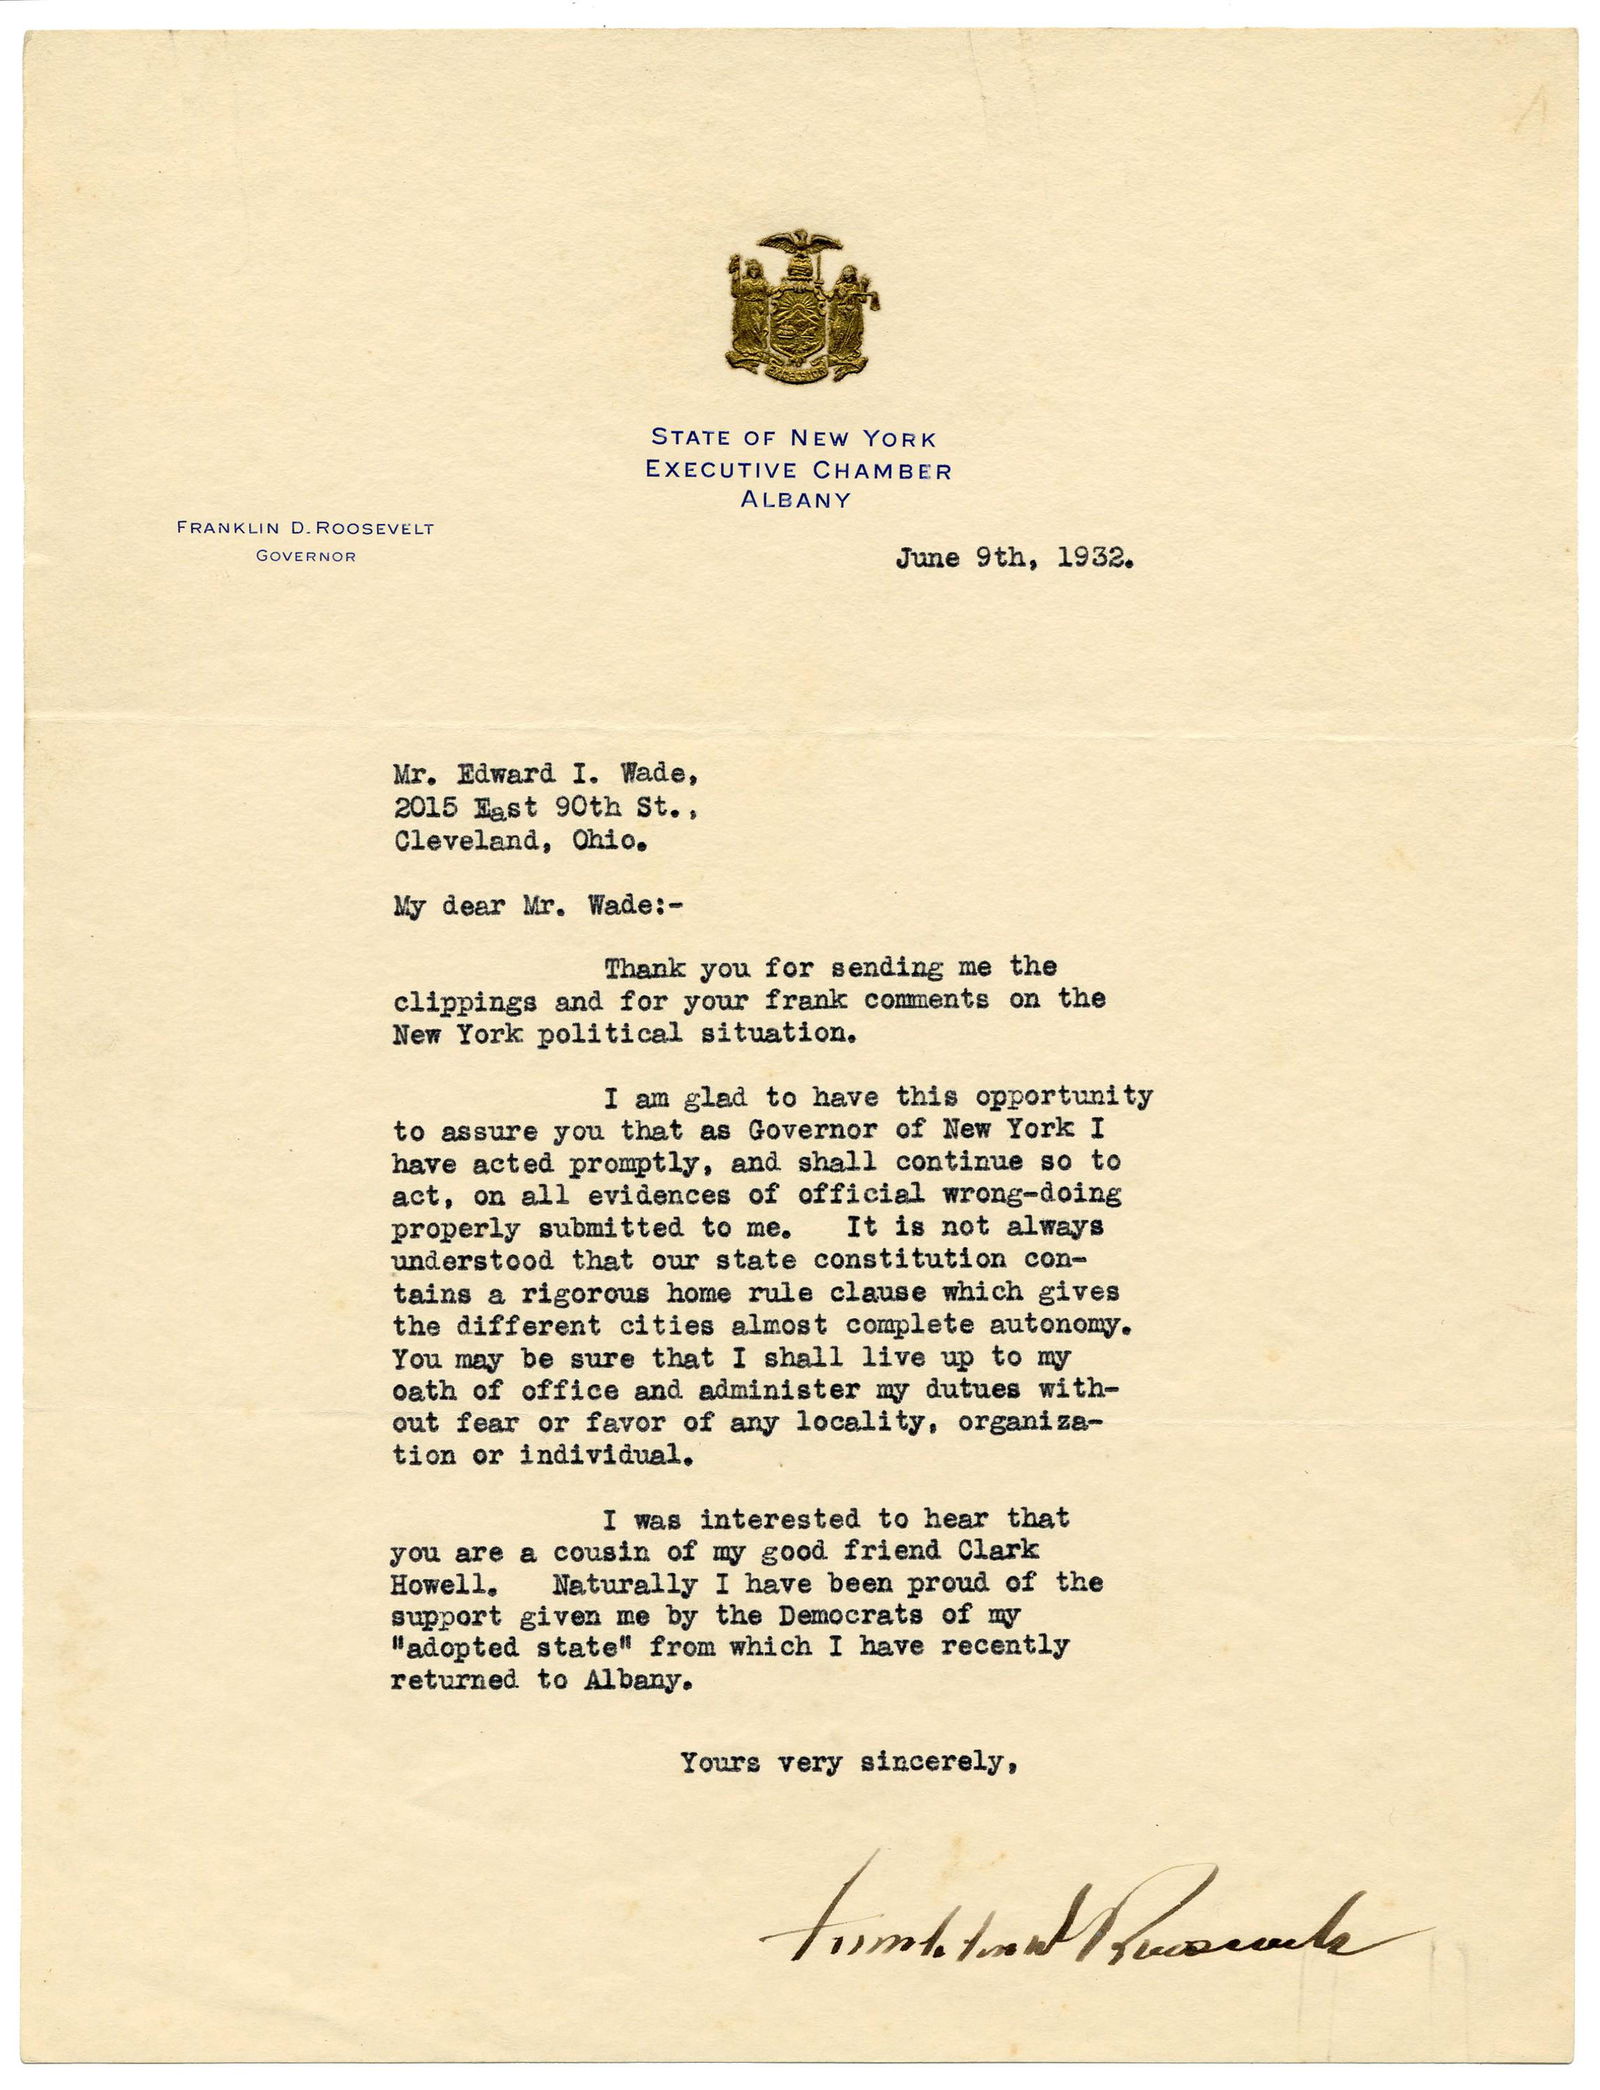 STATE OF NEW YORK
EXECUTIVE CHAMBER
ALBANY
FRANKLIN D. ROOSEVELT
GOVERNOR
June 9th, 1932.
Mr. Edward I. Wade,
2015 East 90th St.,
Cleveland, Ohio.
My dear Mr. Wade:-
Thank you for sending me the
clippings and for your frank comments on the
New York political situation.
I am glad to have this opportunity
to assure you that as Governor of New York I
have acted promptly, and shall continue so to
act, on all evidences of official wrong-doing
properly submitted to me. It is not always
understood that our state constitution con-
tains a rigorous home rule clause which gives
the different cities almost complete autonomy.
You may be sure that I shall live up to my
oath of office and administer my dutues with-
out fear or favor of any locality, organiza-
tion or individual.
I was interested to hear that
you are a cousin of my good friend Clark
Howell. Naturally I have been proud of the
support given me by the Democrats of my
"adopted state" from which I have recently
returned to Albany.
Yours very sincerely,
Franklin D Roosevelt